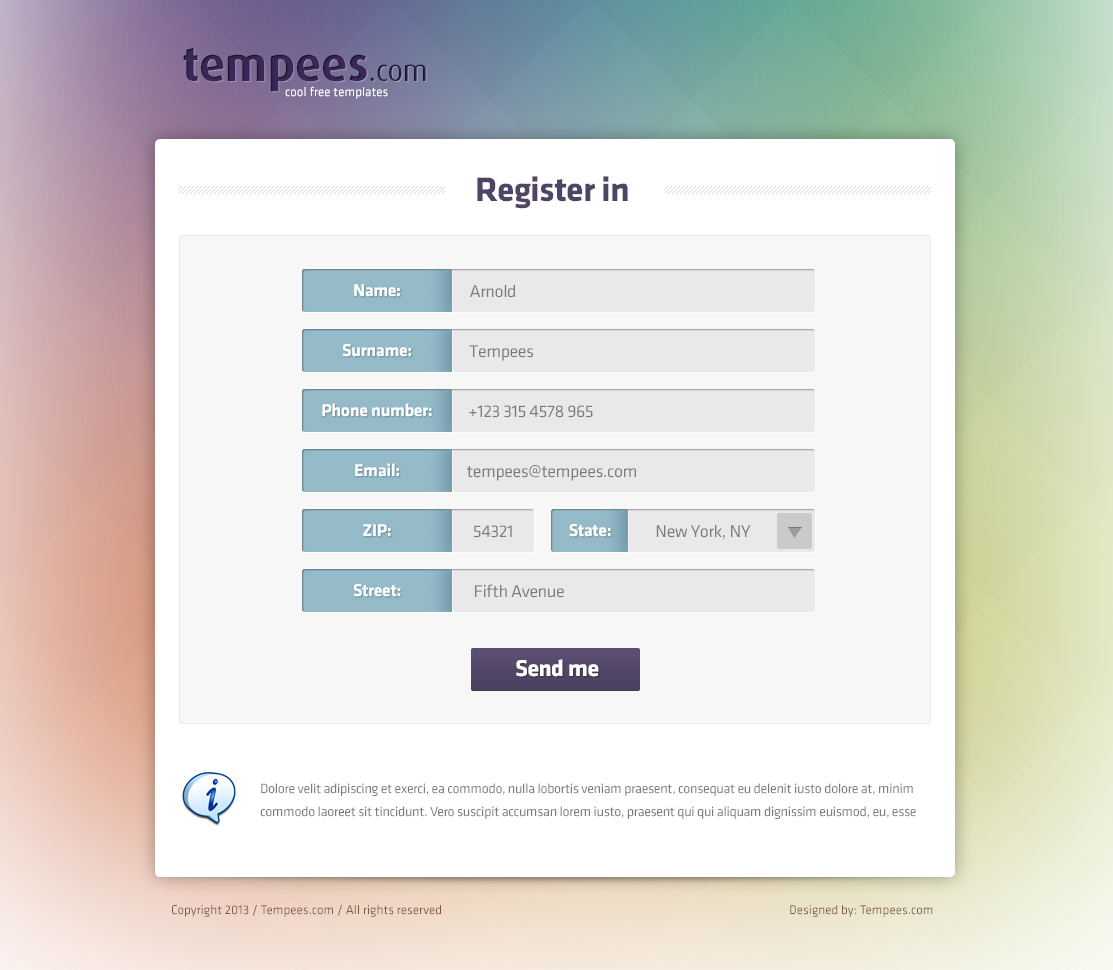 tempees.com
cool free templates
Register in
Name: Arnold
Surname: Tempees
Phone number: +123 315 4578 965
Email: tempees@tempees.com
ZIP: 54321 State: New York, NY
Street: Fifth Avenue
Send me
i
Dolore velit adipiscing et exerci, ea commodo, nulla lobortis veniam praesent, consequat eu delenit iusto dolore at, minim
commodo laoreet sit tincidunt. Vero suscipit accumsan lorem iusto, praesent qui qui aliquam dignissim euismod, eu, esse
Copyright 2013 / Tempees.com / All rights reserved Designed by: Tempees.com